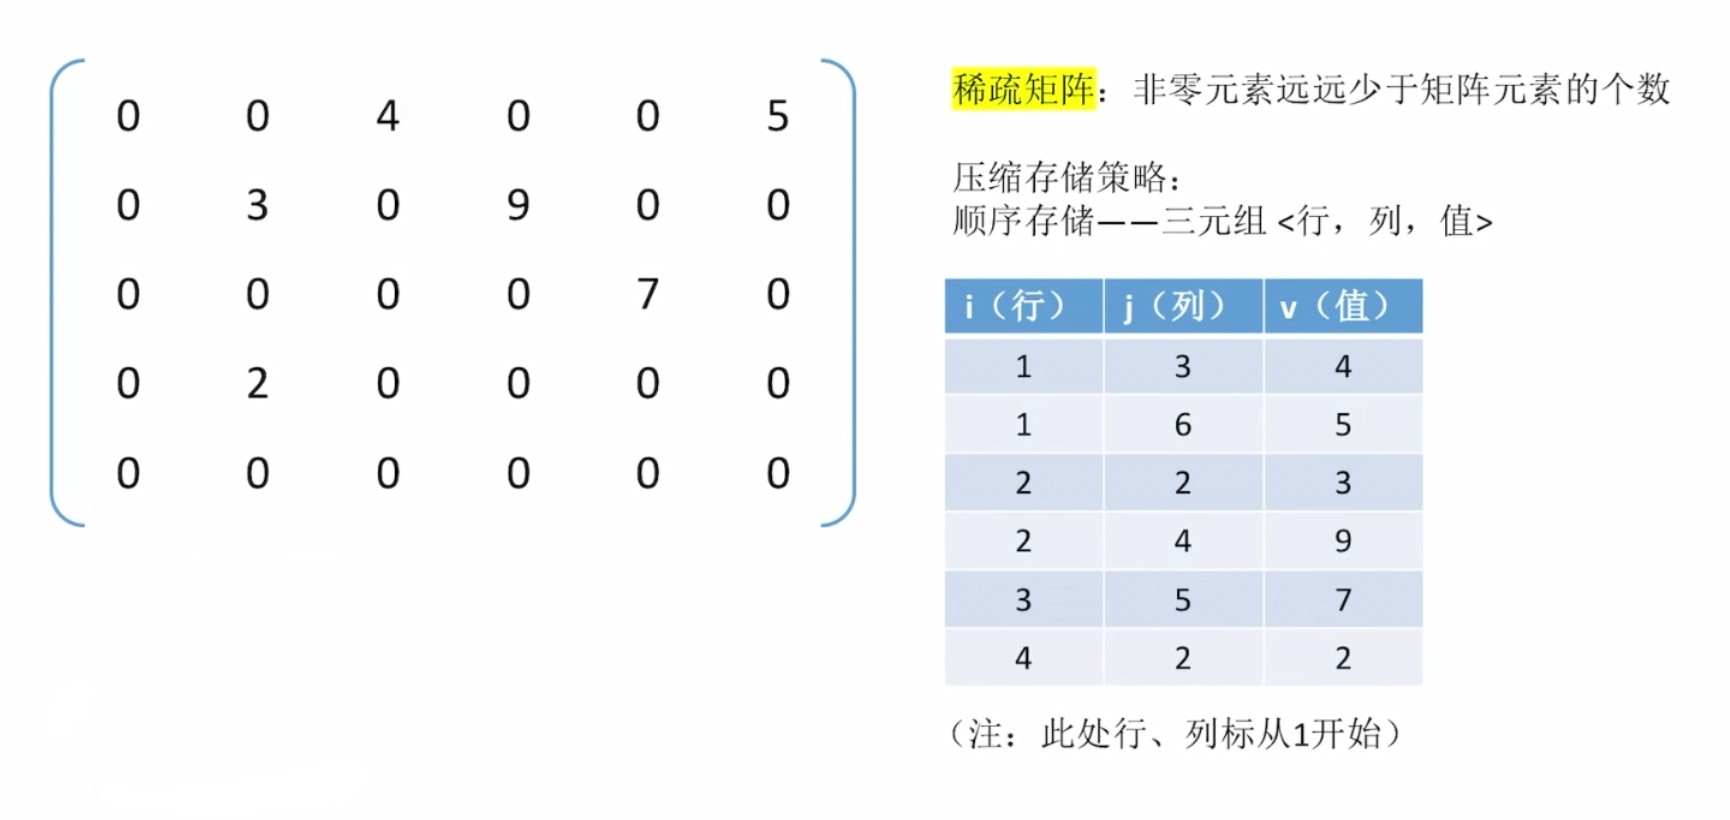 0 0 4 0 0 5
0 3 0 9 0 0
0 0 0 0 7 0
0 2 0 0 0 0
0 0 0 0 0 0
稀疏矩阵：非零元素远远少于矩阵元素的个数
压缩存储策略：
顺序存储——三元组 <行，列，值>
i（行） j（列） v（值）
1 3 4
1 6 5
2 2 3
2 4 9
3 5 7
4 2 2
（注：此处行、列标从1开始）